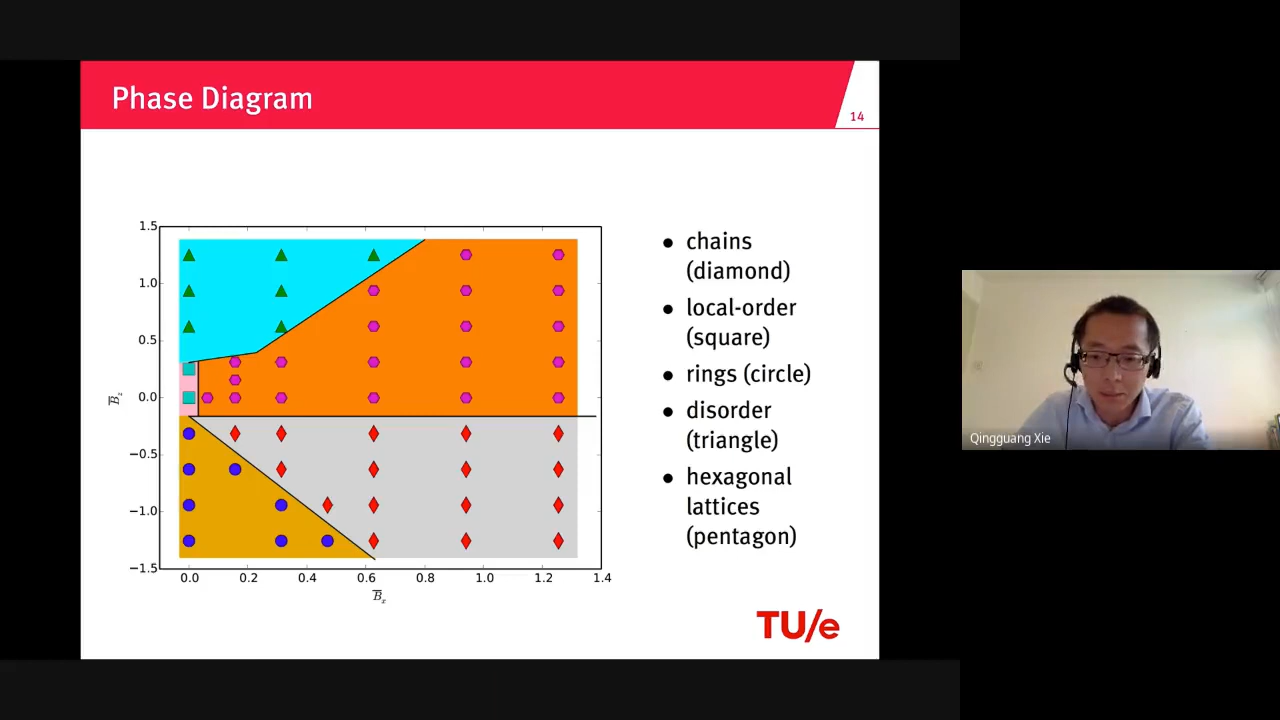 Phase Diagram
14
1.5
1.0
0.5
0.0
−0.5
−1.0
−1.5
0.0 0.2 0.4 0.6 0.8 1.0 1.2 1.4
B̅z
B̅x
• chains
(diamond)
• local-order
(square)
• rings (circle)
• disorder
(triangle)
• hexagonal
lattices
(pentagon)
TU/e
Qingguang Xie